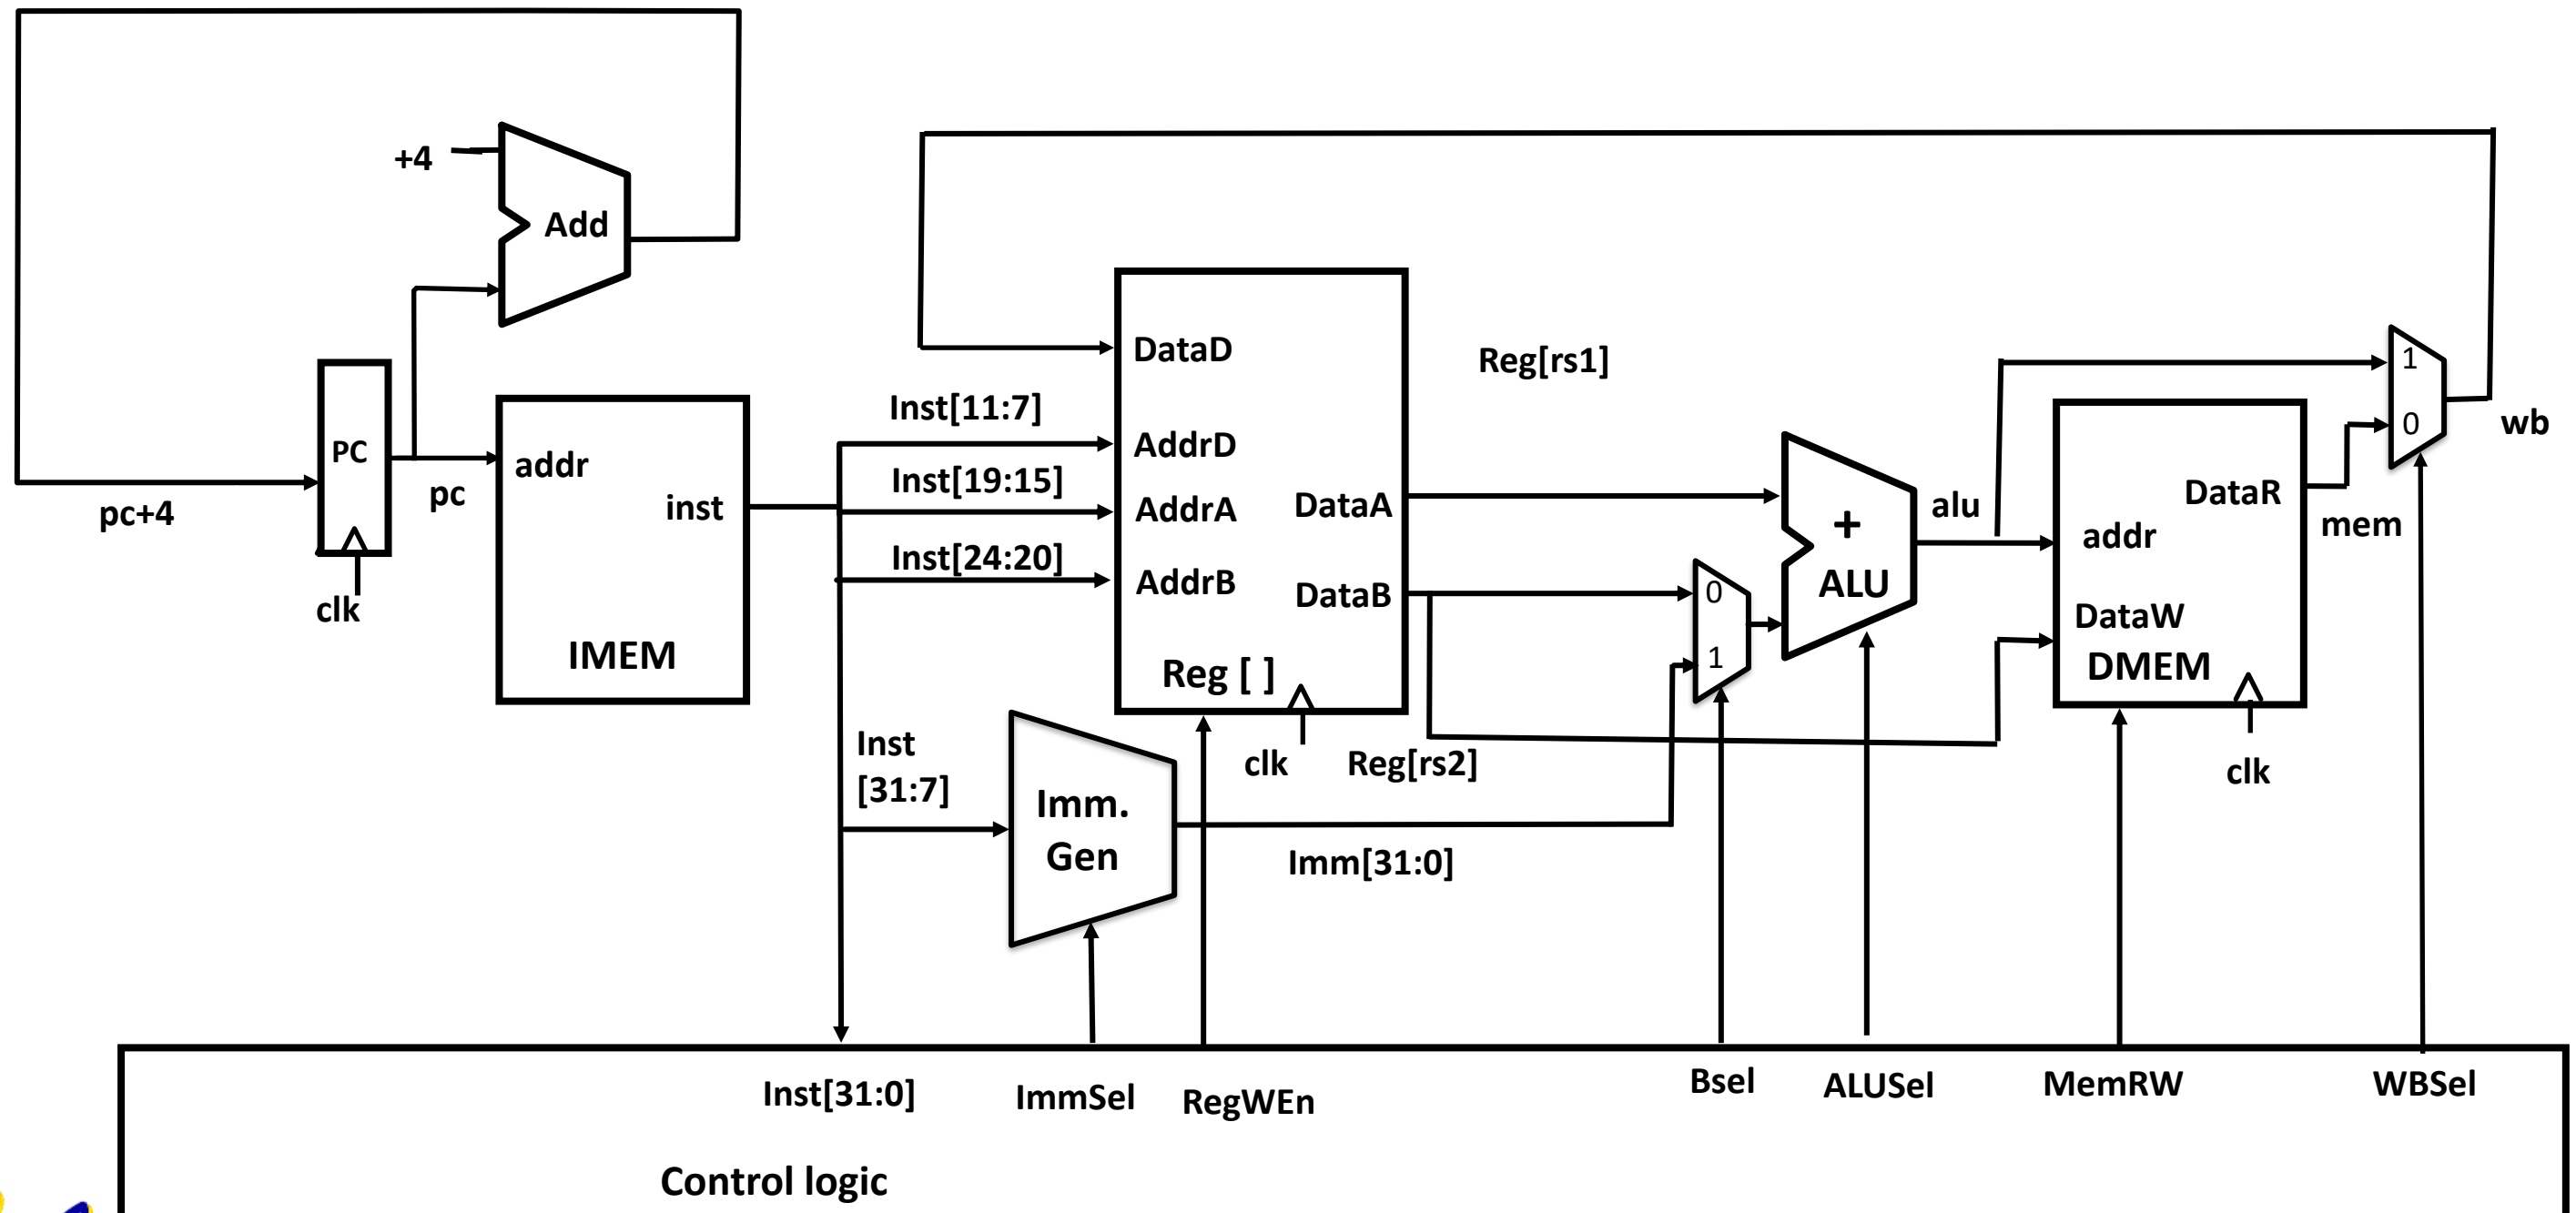 +4
Add
DataD
Reg[rs1]
1
Inst[11:7]
0
wb
PC
AddrD
addr
pc
Inst[19:15]
DataR
inst
AddrA
DataA
alu
mem
pc+4
+
addr
Inst[24:20]
AddrB
DataB
0
ALU
clk
DataW
IMEM
1
DMEM
Reg [ ]
Inst
[31:7]
clk
Reg[rs2]
clk
Imm.
Gen
Imm[31:0]
Inst[31:0]
ImmSel
RegWEn
Bsel
ALUSel
MemRW
WBSel
Control logic